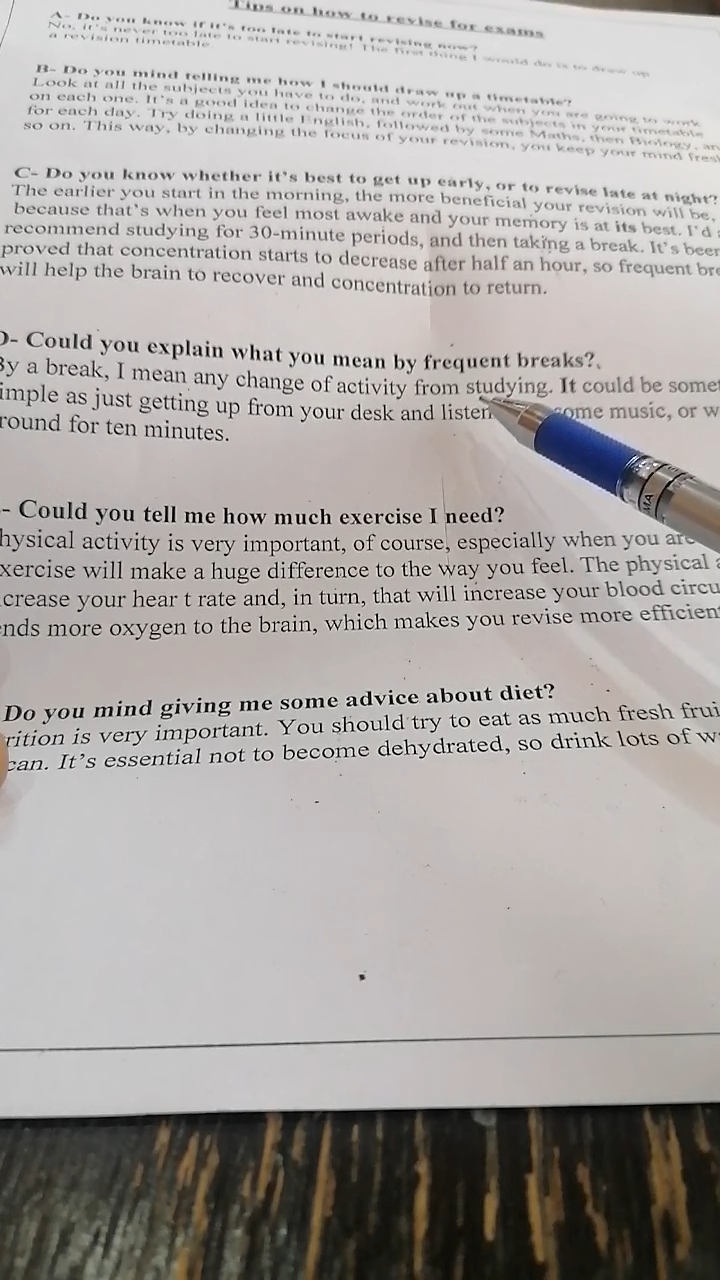 Tips on how to revise for exams
A- Do you know if it's too late to start revising now?
No, it's never too late to start revising! The first thing I would do is to draw up
a revision timetable.
B- Do you mind telling me how I should draw up a timetable?
Look at all the subjects you have to do, and work out when you are going to work
on each one. It's a good idea to change the order of the subjects in your timetable
for each day. Try doing a little English, followed by some Maths, then Biology, an
so on. This way, by changing the focus of your revision, you keep your mind fresh
C- Do you know whether it's best to get up early, or to revise late at night?
The earlier you start in the morning, the more beneficial your revision will be,
because that's when you feel most awake and your memory is at its best. I'd
recommend studying for 30-minute periods, and then taking a break. It's been
proved that concentration starts to decrease after half an hour, so frequent bre
will help the brain to recover and concentration to return.
D- Could you explain what you mean by frequent breaks?
By a break, I mean any change of activity from studying. It could be somet
imple as just getting up from your desk and listen some music, or w
round for ten minutes.
- Could you tell me how much exercise I need?
hysical activity is very important, of course, especially when you are
xercise will make a huge difference to the way you feel. The physical a
crease your hear t rate and, in turn, that will increase your blood circu
nds more oxygen to the brain, which makes you revise more efficient
Do you mind giving me some advice about diet?
rition is very important. You should try to eat as much fresh frui
can. It's essential not to become dehydrated, so drink lots of w